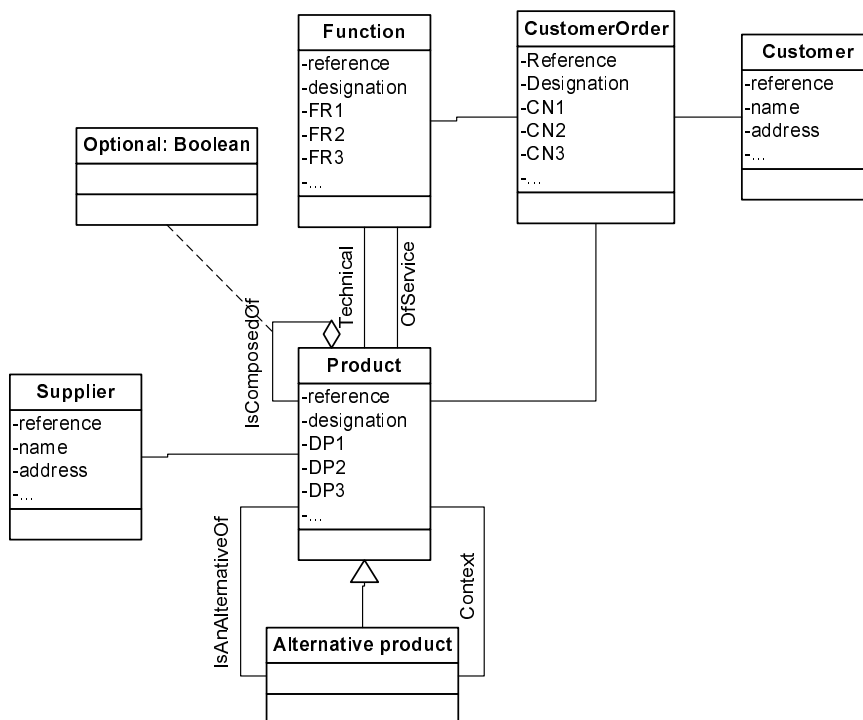 Function
-reference
-designation
-FR1
-FR2
-FR3
-...
CustomerOrder
-Reference
-Designation
-CN1
-CN2
-CN3
-...
Customer
-reference
-name
-address
-...
Optional: Boolean
Technical
OfService
IsComposedOf
Product
-reference
-designation
-DP1
-DP2
-DP3
-...
Supplier
-reference
-name
-address
-...
IsAnAlternativeOf
Context
Alternative product